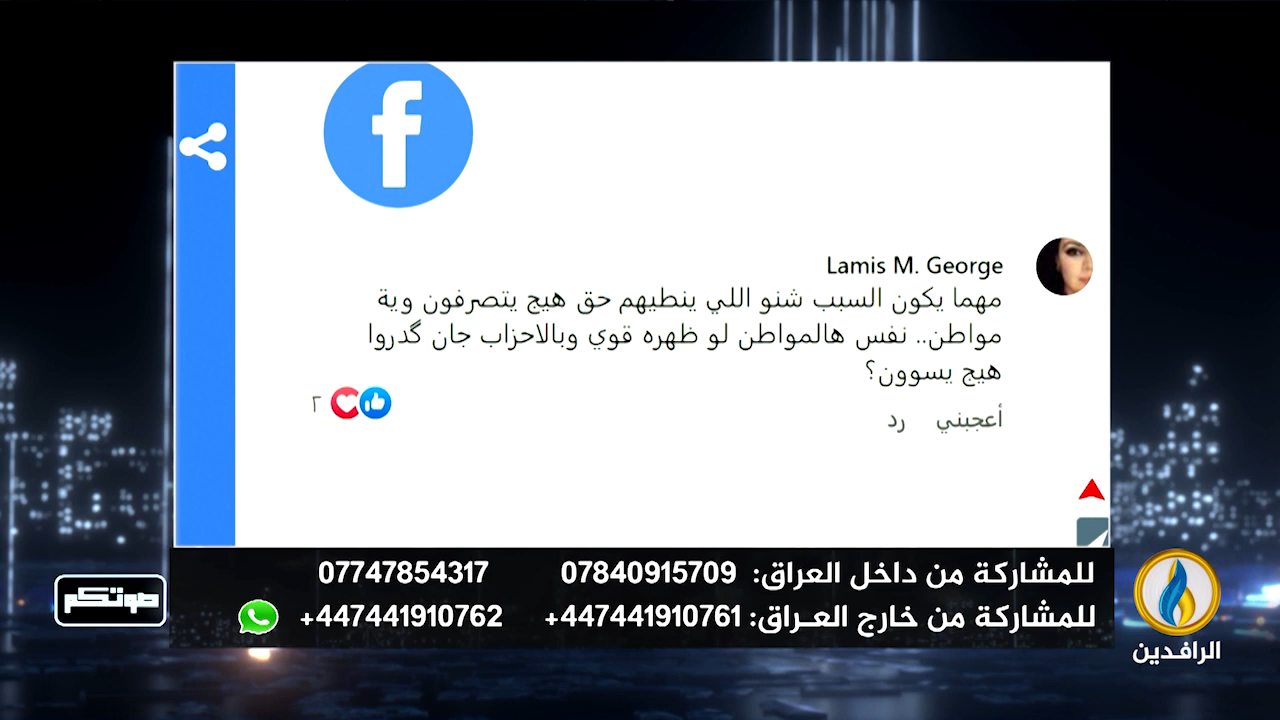 f
Lamis M. George
مهما يكون السبب شنو اللي ينطيهم حق هيج يتصرفون وية
مواطن.. نفس هالمواطن لو ظهره قوي وبالاحزاب جان گدروا
هيج يسوون؟
أعجبني رد
٢
للمشاركة من داخل العراق: 07840915709 07747854317
للمشاركة من خارج العـراق: 447441910761+ 447441910762+
صوتكم
الرافدين